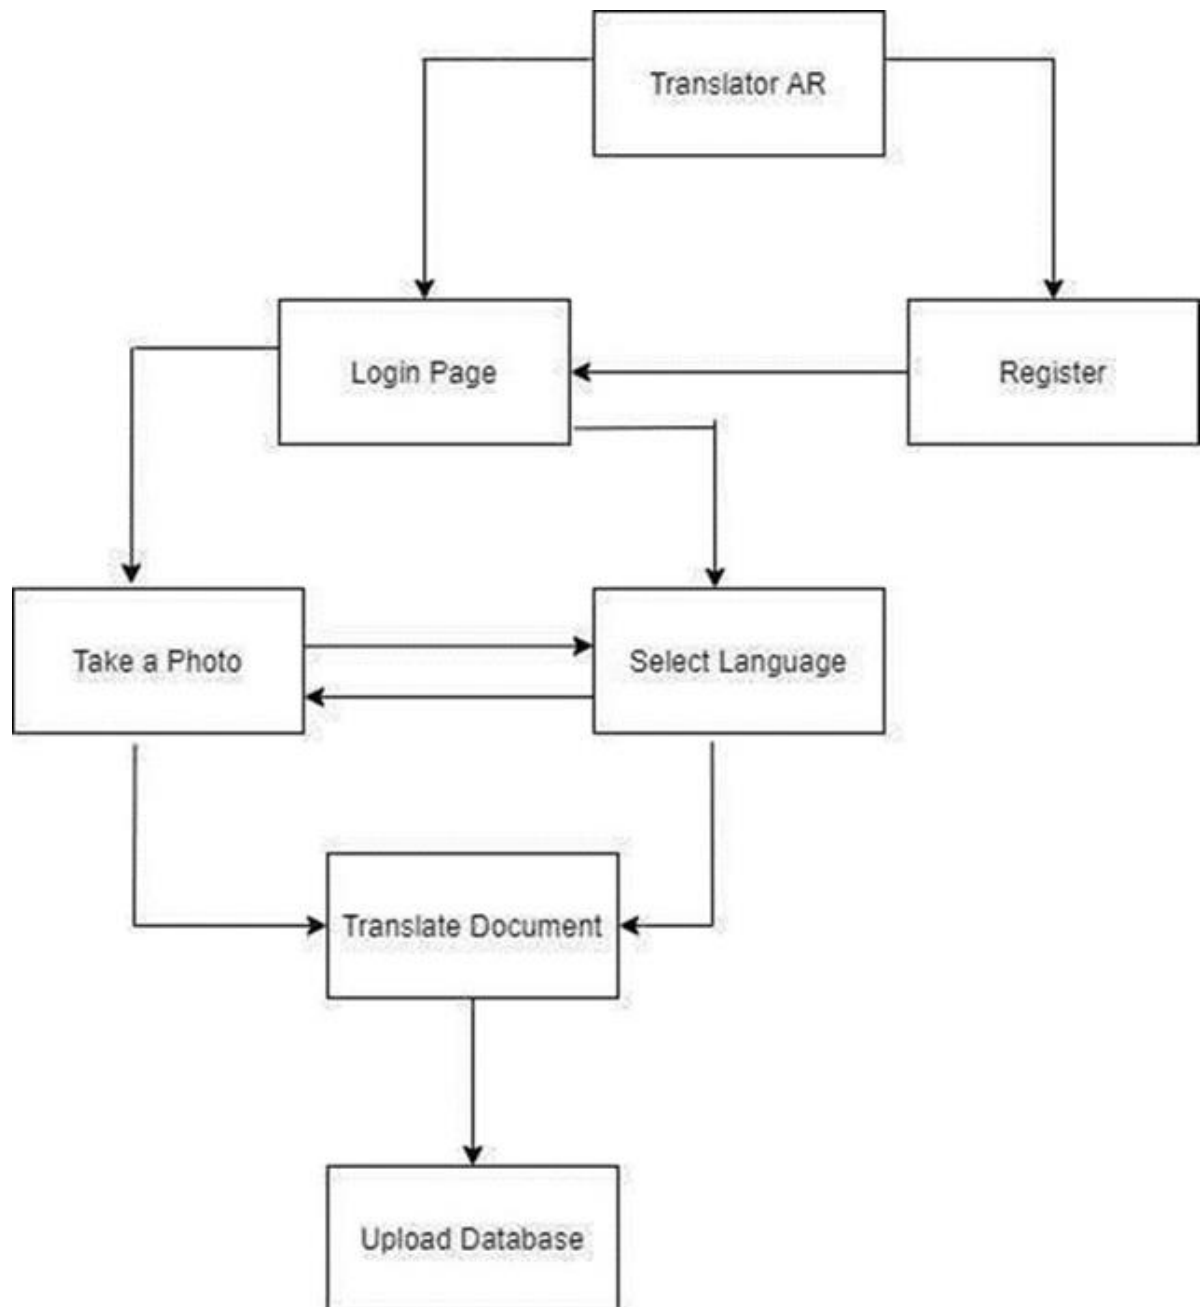 Translator AR
Login Page
Register
Take a Photo
Select Language
Translate Document
Upload Database